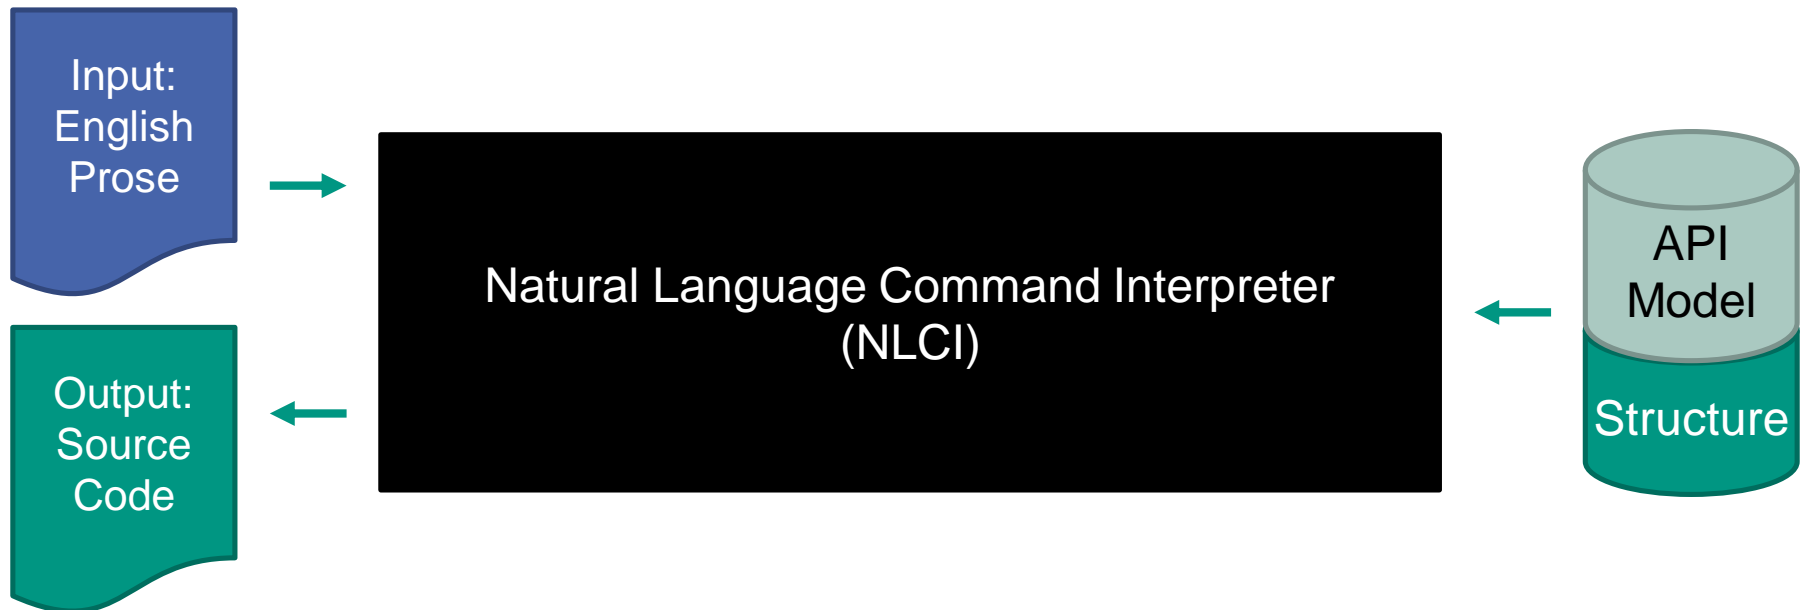 Input:
English
Prose
Output:
Source
Code
Natural Language Command Interpreter
(NLCI)
API
Model
Structure